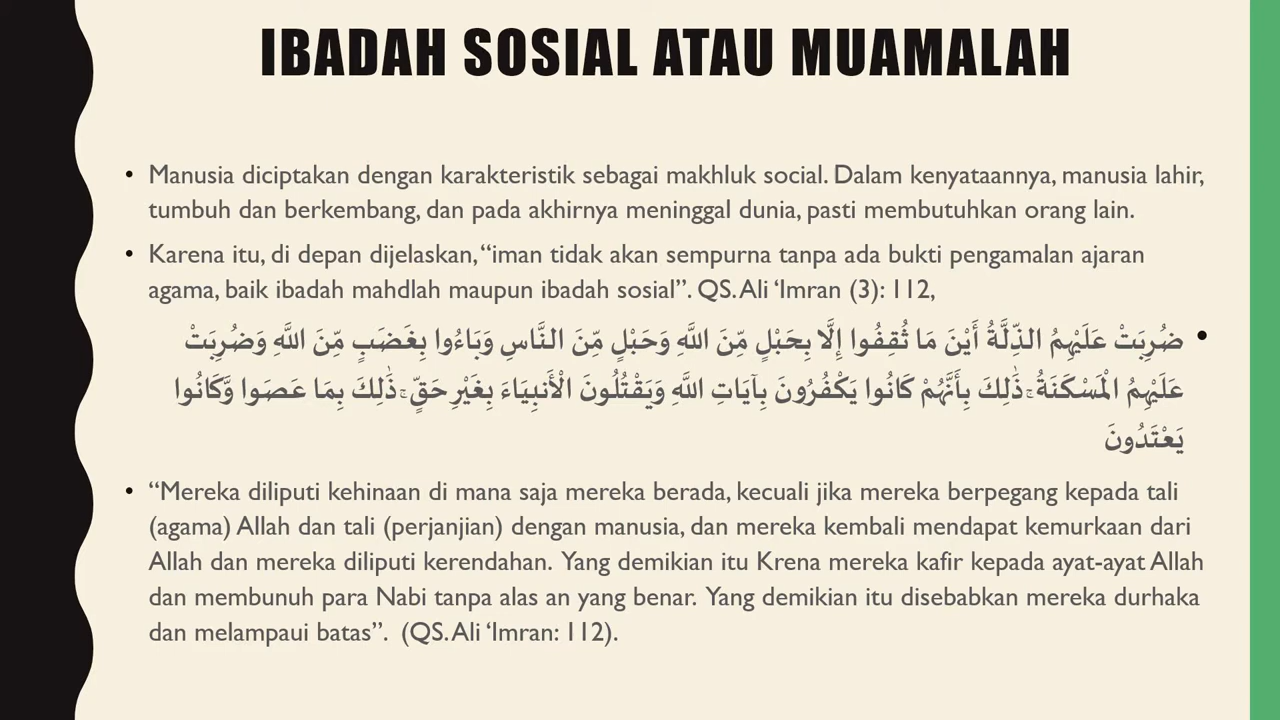 IBADAH SOSIAL ATAU MUAMALAH
• Manusia diciptakan dengan karakteristik sebagai makhluk social. Dalam kenyataannya, manusia lahir,
tumbuh dan berkembang, dan pada akhirnya meninggal dunia, pasti membutuhkan orang lain.
• Karena itu, di depan dijelaskan, “iman tidak akan sempurna tanpa ada bukti pengamalan ajaran
agama, baik ibadah mahdlah maupun ibadah sosial”. QS. Ali ‘Imran (3): 112,
• ضُرِبَتْ عَلَيْهِمُ الذِّلَّةُ أَيْنَ مَا ثُقِفُوا إِلَّا بِحَبْلٍ مِّنَ اللَّهِ وَحَبْلٍ مِّنَ النَّاسِ وَبَاءُوا بِغَضَبٍ مِّنَ اللَّهِ وَضُرِبَتْ
عَلَيْهِمُ الْمَسْكَنَةُ ۚ ذَٰلِكَ بِأَنَّهُمْ كَانُوا يَكْفُرُونَ بِآيَاتِ اللَّهِ وَيَقْتُلُونَ الْأَنبِيَاءَ بِغَيْرِ حَقٍّ ۚ ذَٰلِكَ بِمَا عَصَوا وَّكَانُوا
يَعْتَدُونَ
• “Mereka diliputi kehinaan di mana saja mereka berada, kecuali jika mereka berpegang kepada tali
(agama) Allah dan tali (perjanjian) dengan manusia, dan mereka kembali mendapat kemurkaan dari
Allah dan mereka diliputi kerendahan. Yang demikian itu Krena mereka kafir kepada ayat-ayat Allah
dan membunuh para Nabi tanpa alas an yang benar. Yang demikian itu disebabkan mereka durhaka
dan melampaui batas”. (QS. Ali ‘Imran: 112).